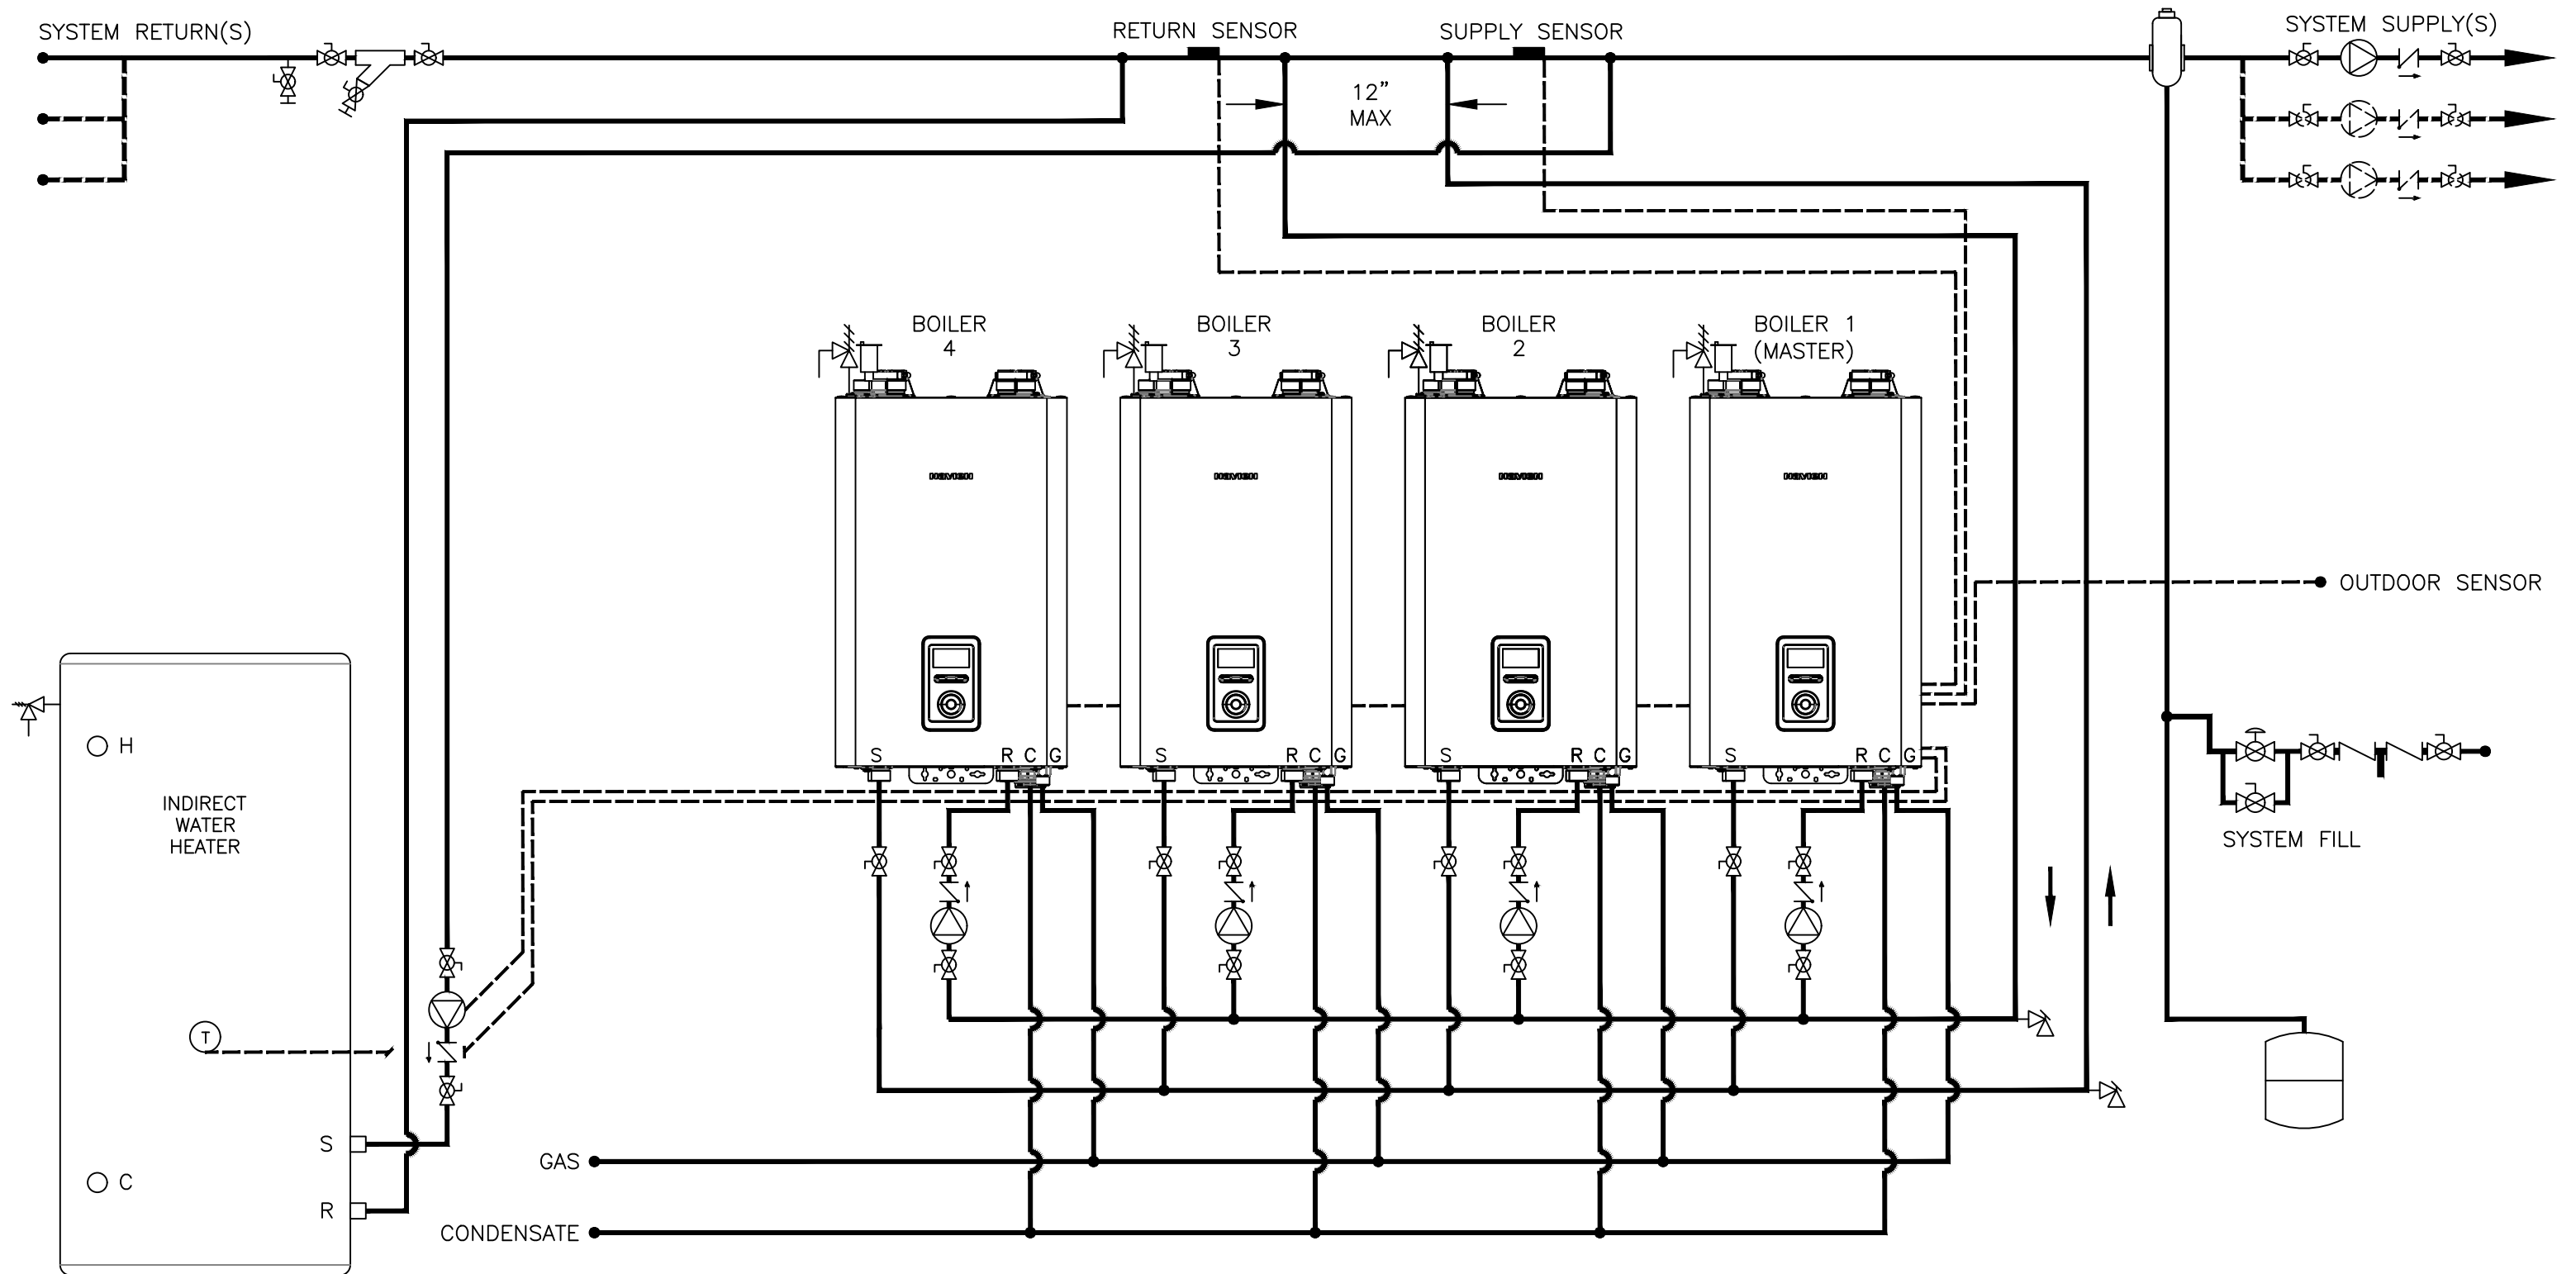 SYSTEM RETURN(S)
RETURN SENSOR
SUPPLY SENSOR
SYSTEM SUPPLY(S)
12"
MAX
BOILER
4
BOILER
3
BOILER
2
BOILER 1
(MASTER)
OUTDOOR SENSOR
S R C G
S R C G
S R C G
S R C G
H
INDIRECT
WATER
HEATER
SYSTEM FILL
T
S
C
R
GAS
CONDENSATE